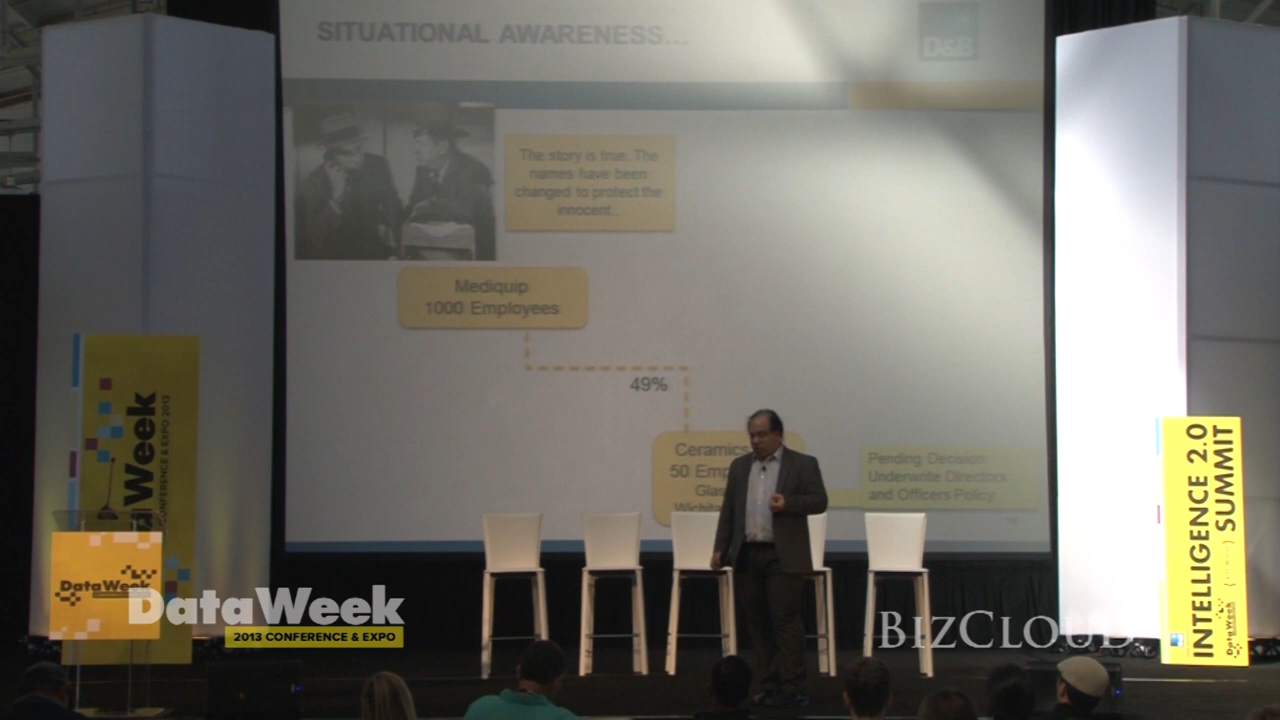 SITUATIONAL AWARENESS...
D&B
The story is true. The
names have been
changed to protect the
innocent..
Mediquip
1000 Employees
49%
Ceramics
50 Emp
Wichita
Pending Decision:
Underwrite Directors
and Officers Policy
aWeek
CONFERENCE & EXPO 2013
DataWeek
DataWeek
2013 CONFERENCE & EXPO
BIZCLOUD
INTELLIGENCE 2.0
SUMMIT
DataWeek